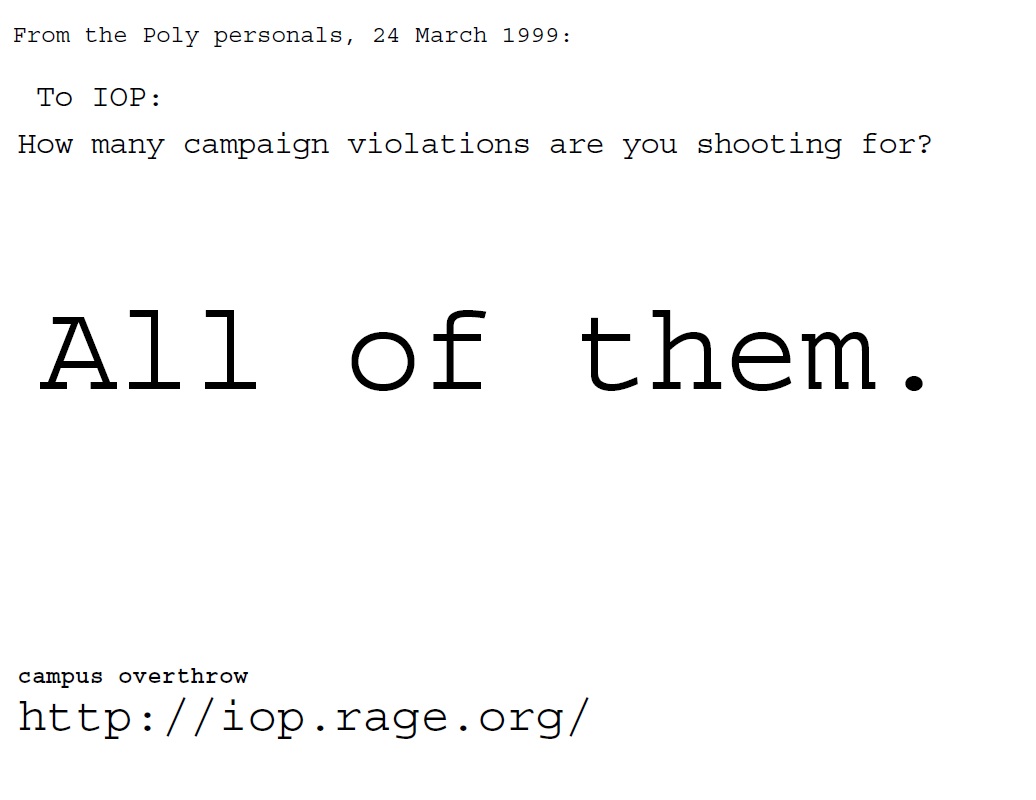 From the Poly personals, 24 March 1999:
To IOP:
How many campaign violations are you shooting for?
All of them.
campus overthrow
http://iop.rage.org/